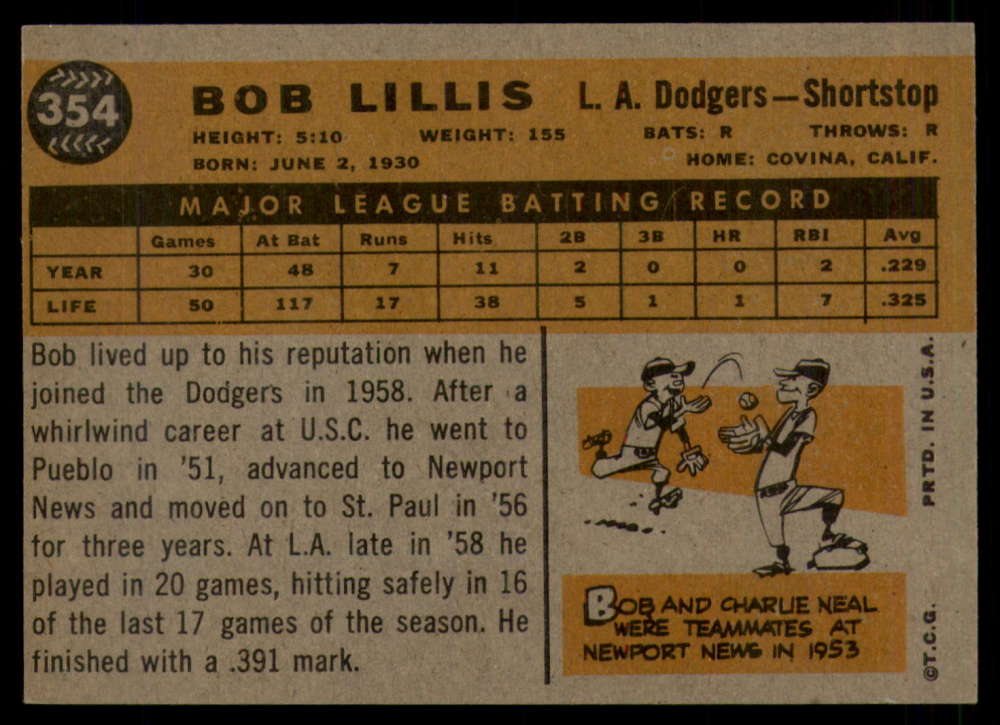 354
BOB LILLIS L. A. Dodgers—Shortstop
HEIGHT: 5:10 WEIGHT: 155 BATS: R THROWS: R
BORN: JUNE 2, 1930 HOME: COVINA, CALIF.
MAJOR LEAGUE BATTING RECORD
Games At Bat Runs Hits 2B 3B HR RBI Avg
YEAR 30 48 7 11 2 0 0 2 .229
LIFE 50 117 17 38 5 1 1 7 .325
Bob lived up to his reputation when he
joined the Dodgers in 1958. After a
whirlwind career at U.S.C. he went to
Pueblo in '51, advanced to Newport
News and moved on to St. Paul in '56
for three years. At L.A. late in '58 he
played in 20 games, hitting safely in 16
of the last 17 games of the season. He
finished with a .391 mark.
BOB AND CHARLIE NEAL
WERE TEAMMATES AT
NEWPORT NEWS IN 1953
©T.C.G. PRTD. IN U.S.A.